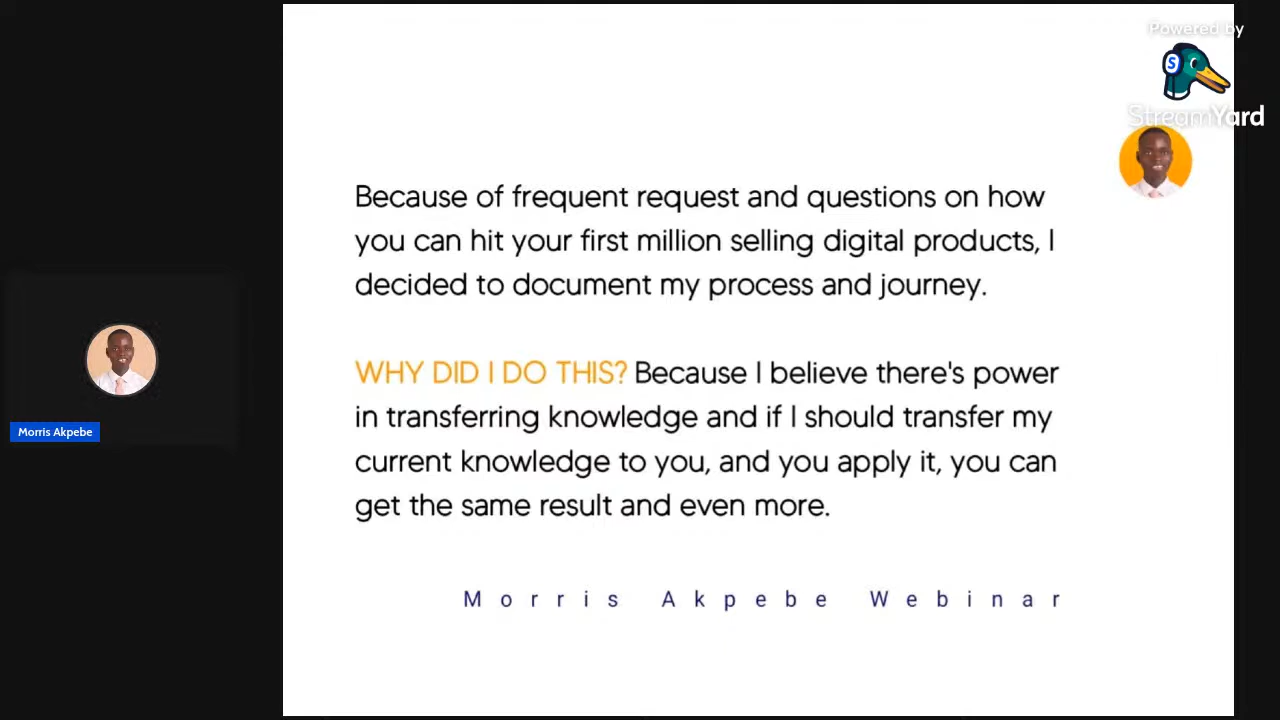 Powered by
S
StreamYard
Because of frequent request and questions on how
you can hit your first million selling digital products, I
decided to document my process and journey.
WHY DID I DO THIS? Because I believe there's power
in transferring knowledge and if I should transfer my
current knowledge to you, and you apply it, you can
get the same result and even more.
Morris Akpebe
Morris Akpebe Webinar